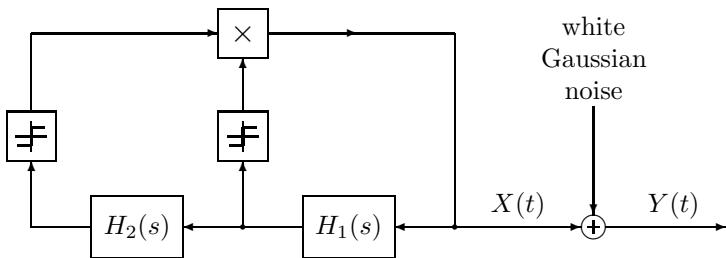 ×
white
Gaussian
noise
X(t)
Y(t)
H₂(s)
H₁(s)
+